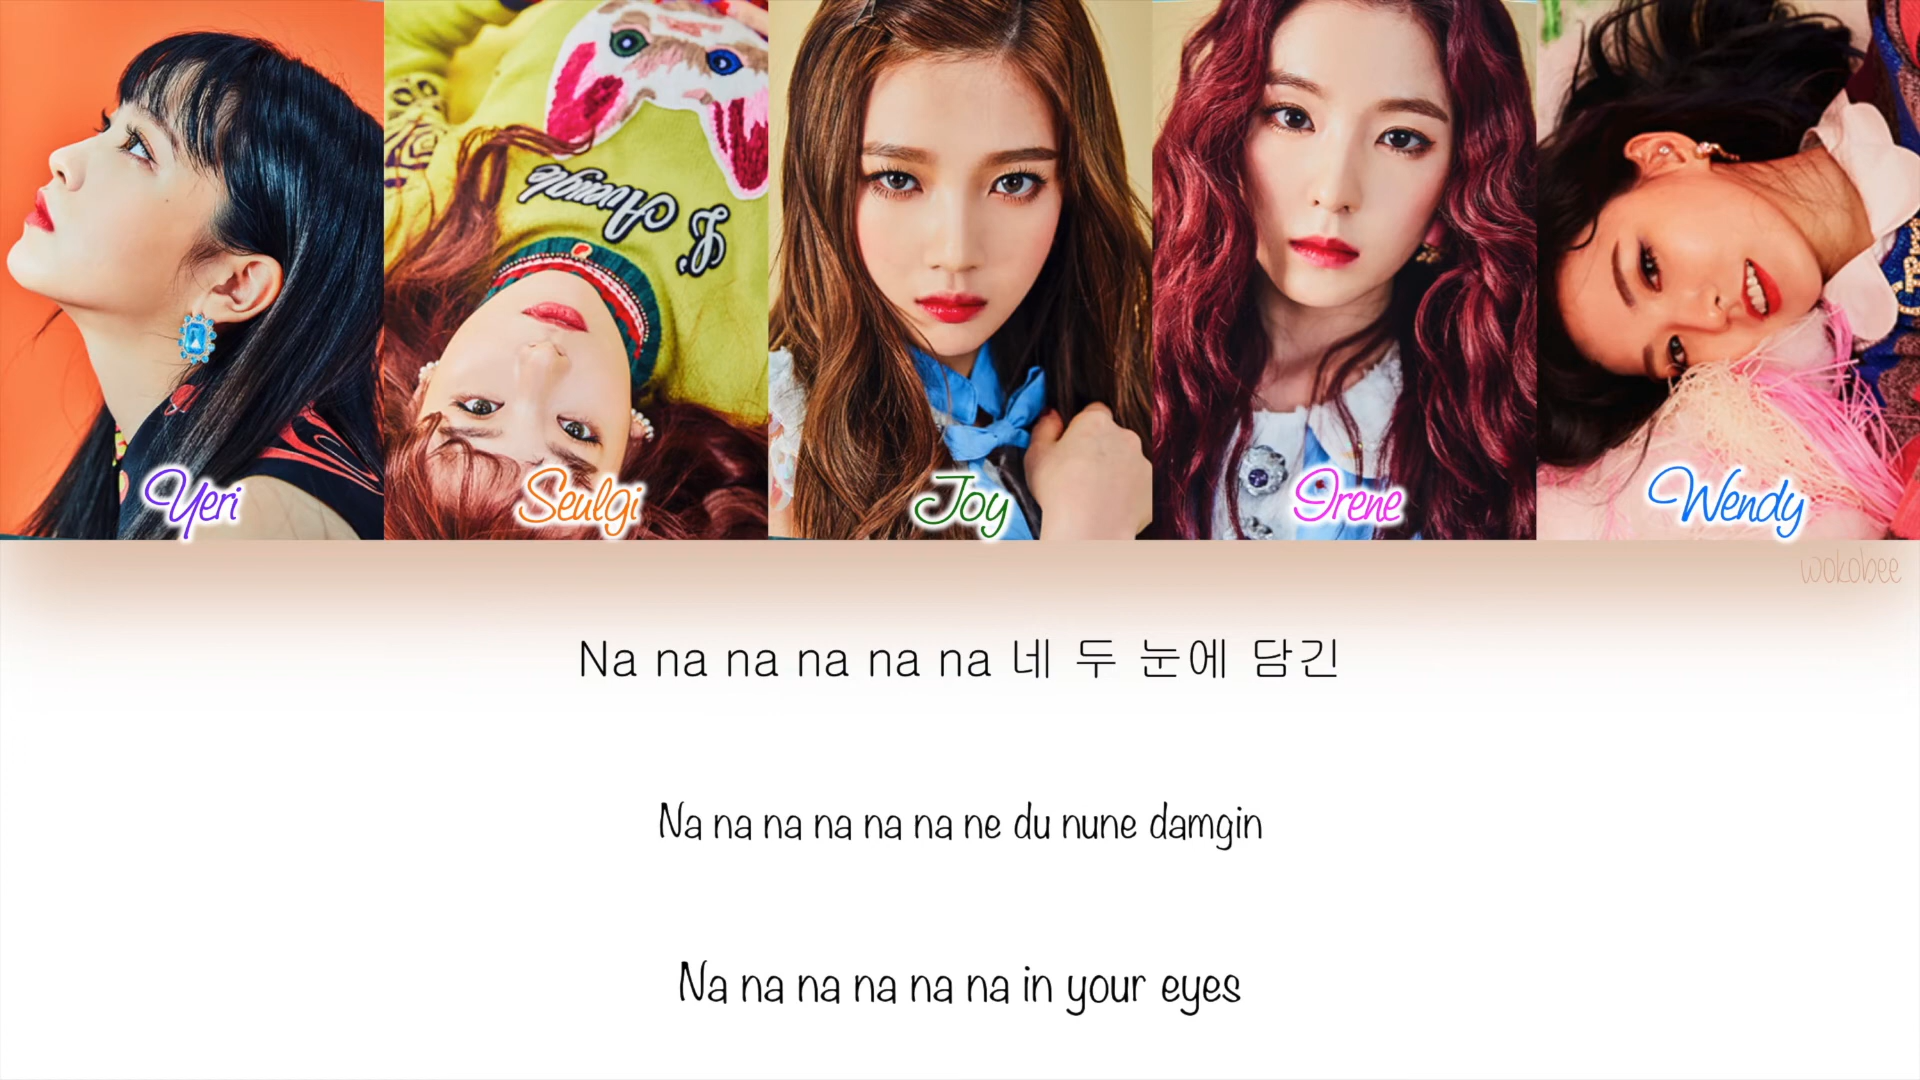 L'Aveugle
Yeri
Seulgi
Joy
Irene
Wendy
wokobee
Na na na na na na 네 두 눈에 담긴
Na na na na na na ne du nune damgin
Na na na na na na in your eyes